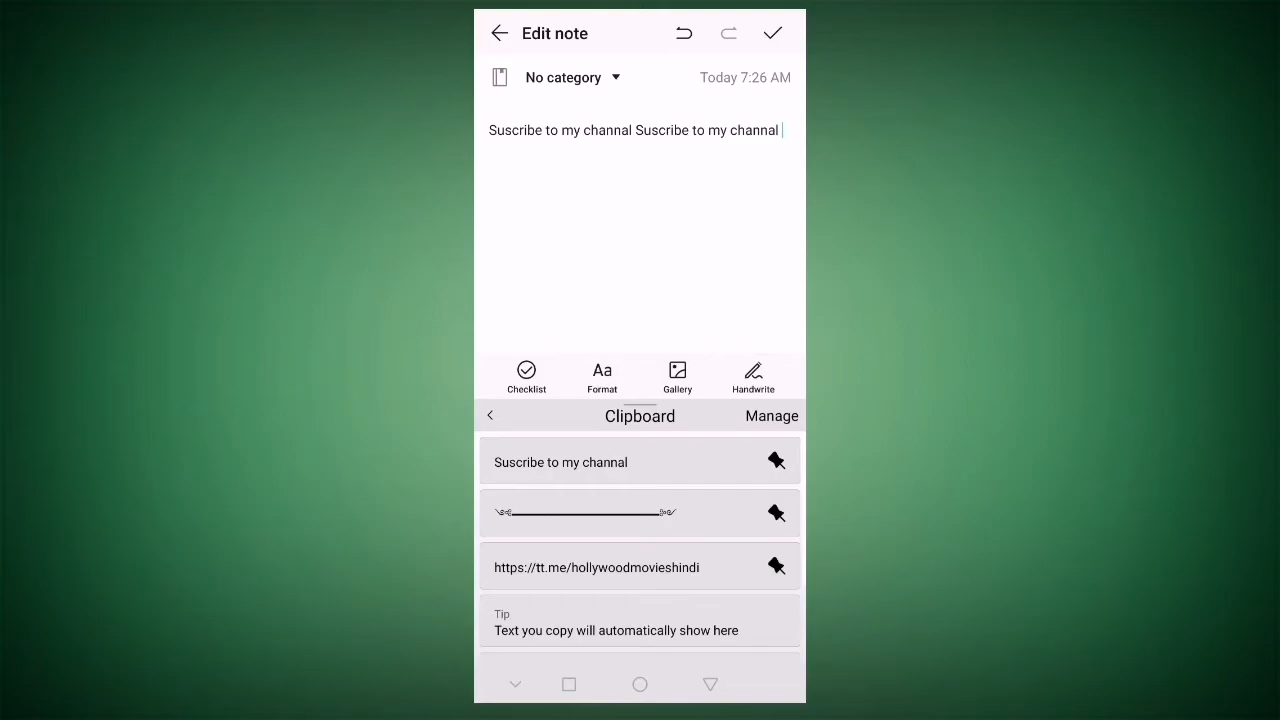 Edit note
No category
Today 7:26 AM
Suscribe to my channal Suscribe to my channal
Checklist
Aa
Format
Gallery
Handwrite
Clipboard
Manage
Suscribe to my channal
༺━━━━━━━━━━━━━━━༻
https://tt.me/hollywoodmovieshindi
Tip
Text you copy will automatically show here